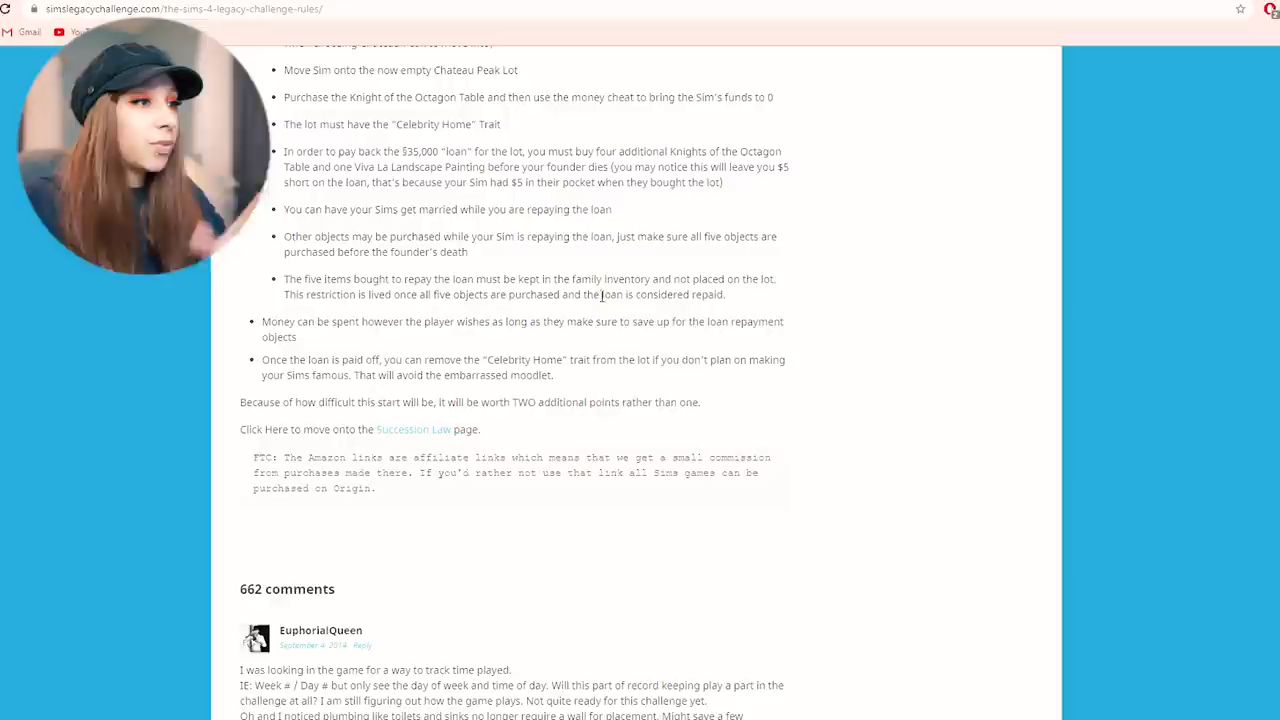 simslegacychallenge.com/the-sims-4-legacy-challenge-rules/
Gmail
Move Sim onto the now empty Chateau Peak Lot
Purchase the Knight of the Octagon Table and then use the money cheat to bring the Sim's funds to 0
The lot must have the "Celebrity Home" Trait
In order to pay back the §35,000 "loan" for the lot, you must buy four additional Knights of the Octagon
Table and one Viva La Landscape Painting before your founder dies (you may notice this will leave you $5
short on the loan, that's because your Sim had $5 in their pocket when they bought the lot)
You can have your Sims get married while you are repaying the loan
Other objects may be purchased while your Sim is repaying the loan, just make sure all five objects are
purchased before the founder's death
The five items bought to repay the loan must be kept in the family inventory and not placed on the lot.
This restriction is lived once all five objects are purchased and the loan is considered repaid.
Money can be spent however the player wishes as long as they make sure to save up for the loan repayment
objects
Once the loan is paid off, you can remove the "Celebrity Home" trait from the lot if you don't plan on making
your Sims famous. That will avoid the embarrassed moodlet.
Because of how difficult this start will be, it will be worth TWO additional points rather than one.
Click Here to move onto the Succession Law page.
FTC: The Amazon links are affiliate links which means that we get a small commission
from purchases made there. If you'd rather not use that link all Sims games can be
purchased on Origin.
662 comments
EuphorialQueen
September 4, 2014 Reply
I was looking in the game for a way to track time played.
IE: Week # / Day # but only see the day of week and time of day. Will this part of record keeping play a part in the
challenge at all? I am still figuring out how the game plays. Not quite ready for this challenge yet.
Oh and I noticed plumbing like toilets and sinks no longer require a wall for placement. Might save a few